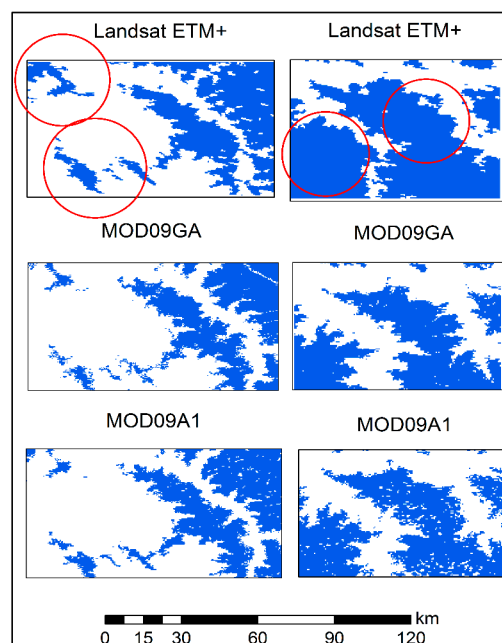 Landsat ETM+ Landsat ETM+
MOD09GA MOD09GA
MOD09A1 MOD09A1
km
0 15 30 60 90 120